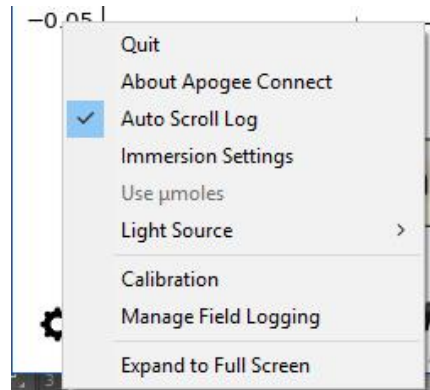 −0.05
Quit
About Apogee Connect
Auto Scroll Log
Immersion Settings
Use μmoles
Light Source
Calibration
Manage Field Logging
Expand to Full Screen
3